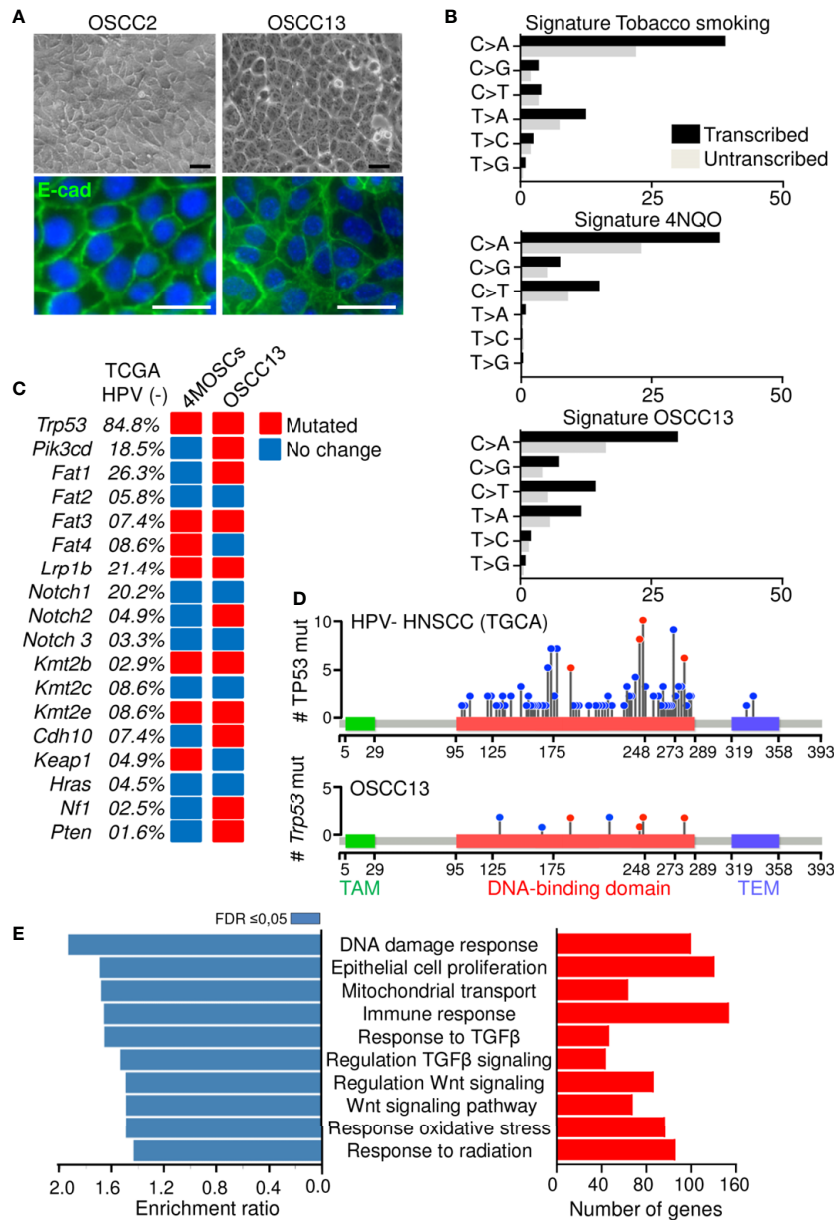 A
OSCC2
OSCC13
E-cad
B
Signature Tobacco smoking
C>A
C>G
C>T
T>A
T>C
T>G
Transcribed
Untranscribed
0 25 50
Signature 4NQO
C>A
C>G
C>T
T>A
T>C
T>G
0 25 50
Signature OSCC13
C>A
C>G
C>T
T>A
T>C
T>G
0 25 50
C
TCGA
HPV (-)
4MOSCs
OSCC13
Mutated
No change
Trp53 84.8%
Pik3cd 18.5%
Fat1 26.3%
Fat2 05.8%
Fat3 07.4%
Fat4 08.6%
Lrp1b 21.4%
Notch1 20.2%
Notch2 04.9%
Notch 3 03.3%
Kmt2b 02.9%
Kmt2c 08.6%
Kmt2e 08.6%
Cdh10 07.4%
Keap1 04.9%
Hras 04.5%
Nf1 02.5%
Pten 01.6%
D
HPV- HNSCC (TGCA)
# TP53 mut
10
5
0
5 29 95 125 175 248 273 289 319 358 393
OSCC13
# Trp53 mut
5
0
5 29 95 125 175 248 273 289 319 358 393
TAM
DNA-binding domain
TEM
E
FDR ≤0,05
DNA damage response
Epithelial cell proliferation
Mitochondrial transport
Immune response
Response to TGFβ
Regulation TGFβ signaling
Regulation Wnt signaling
Wnt signaling pathway
Response oxidative stress
Response to radiation
2.0 1.6 1.2 0.8 0.4 0.0
Enrichment ratio
0 40 80 100 160
Number of genes